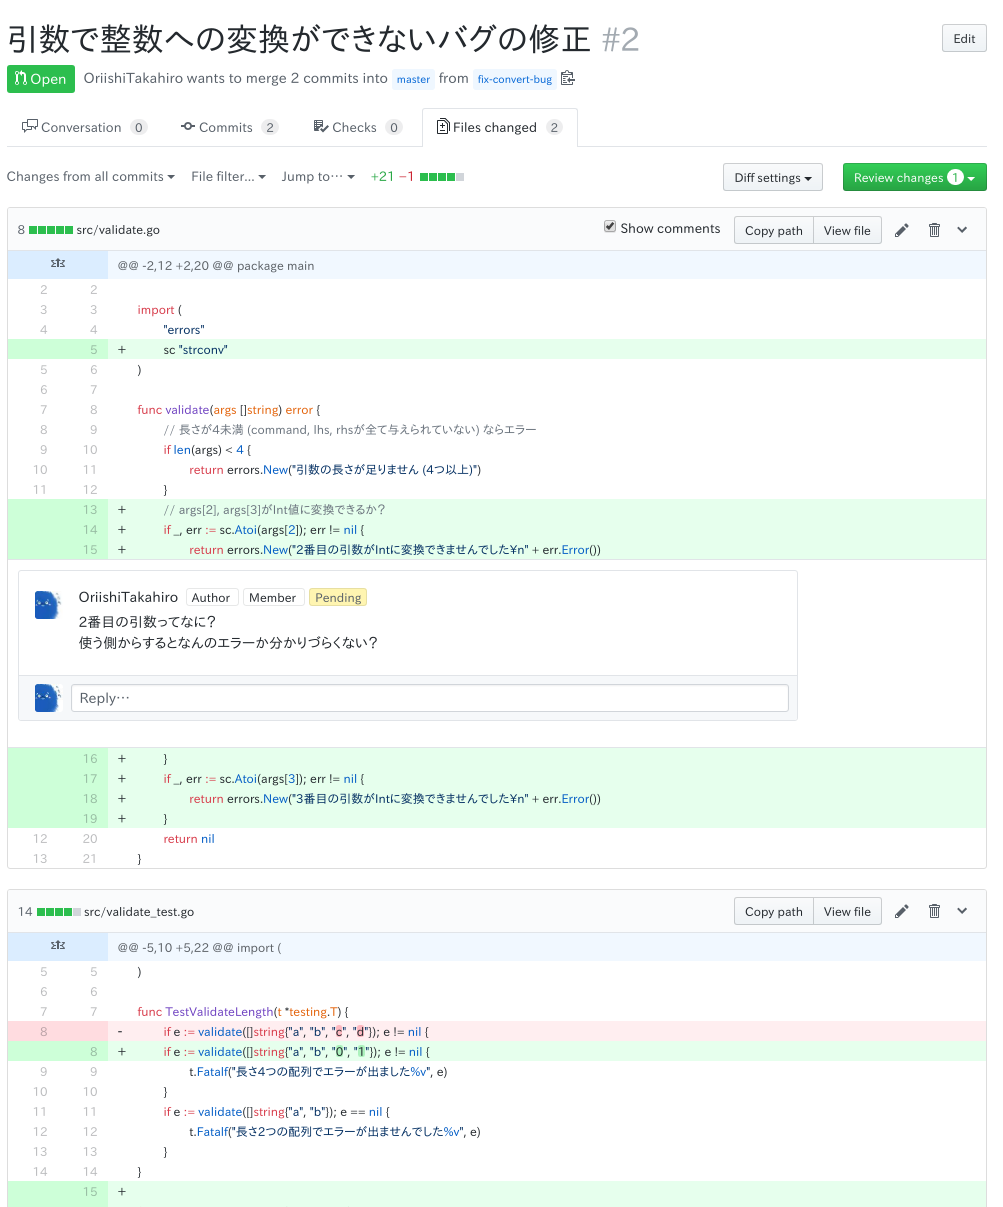 引数で整数への変換ができないバグの修正 #2
Edit
Open OriishiTakahiro wants to merge 2 commits into master from fix-convert-bug
Conversation 0 Commits 2 Checks 0 Files changed 2
Changes from all commits File filter... Jump to… +21 −1 Diff settings Review changes 1
8 src/validate.go Show comments Copy path View file
@@ -2,12 +2,20 @@ package main
2 2
3 3 import (
4 4 "errors"
5 + sc "strconv"
5 6 )
6 7
7 8 func validate(args []string) error {
8 9 // 長さが4未満 (command, lhs, rhsが全て与えられていない) ならエラー
9 10 if len(args) < 4 {
10 11 return errors.New("引数の長さが足りません (4つ以上)")
11 12 }
13 + // args[2], args[3]がInt値に変換できるか?
14 + if _, err := sc.Atoi(args[2]); err != nil {
15 + return errors.New("2番目の引数がIntに変換できませんでした¥n" + err.Error())
OriishiTakahiro Author Member Pending
2番目の引数ってなに?
使う側からするとなんのエラーか分かりづらくない?
Reply…
16 + }
17 + if _, err := sc.Atoi(args[3]); err != nil {
18 + return errors.New("3番目の引数がIntに変換できませんでした¥n" + err.Error())
19 + }
12 20 return nil
13 21 }
14 src/validate_test.go Copy path View file
@@ -5,10 +5,22 @@ import (
5 5 )
6 6
7 7 func TestValidateLength(t *testing.T) {
8 - if e := validate([]string{"a", "b", "c", "d"}); e != nil {
8 + if e := validate([]string{"a", "b", "0", "1"}); e != nil {
9 9 t.Fatalf("長さ4つの配列でエラーが出ました%v", e)
10 10 }
11 11 if e := validate([]string{"a", "b"}); e == nil {
12 12 t.Fatalf("長さ2つの配列でエラーが出ませんでした%v", e)
13 13 }
14 14 }
15 +